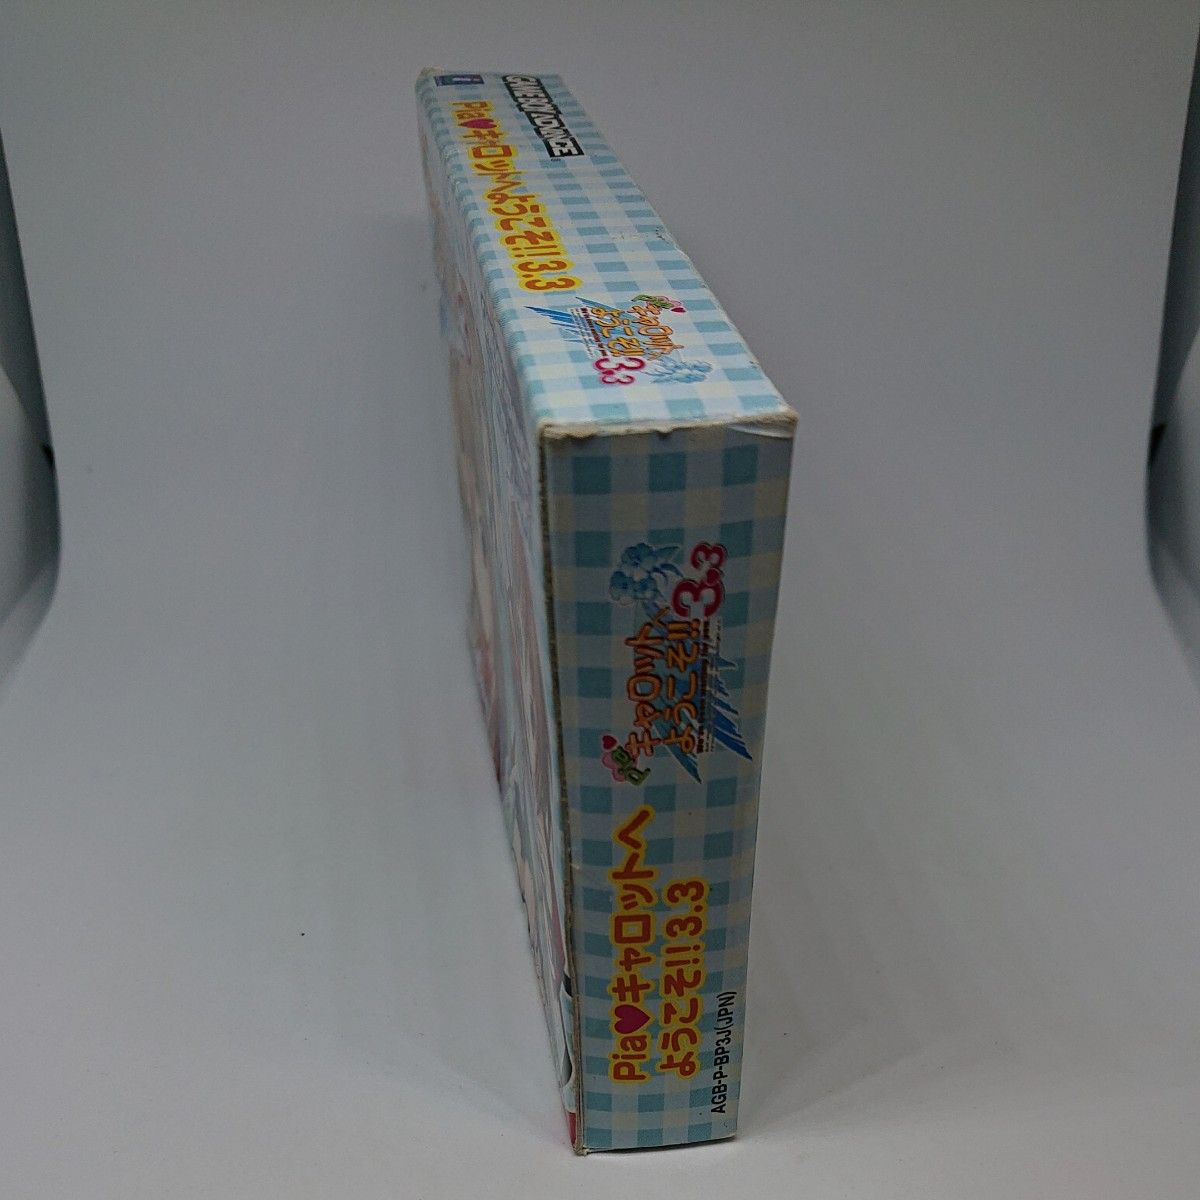 GAME BOY ADVANCE
Pia♥キャロットへようこそ!!3.3
キャロットへ
ようこそ!!
3.3
キャロットへ
ようこそ!!
3.3
Pia♥キャロットへ
ようこそ!!3.3
AGB-P-BP3J(JPN)